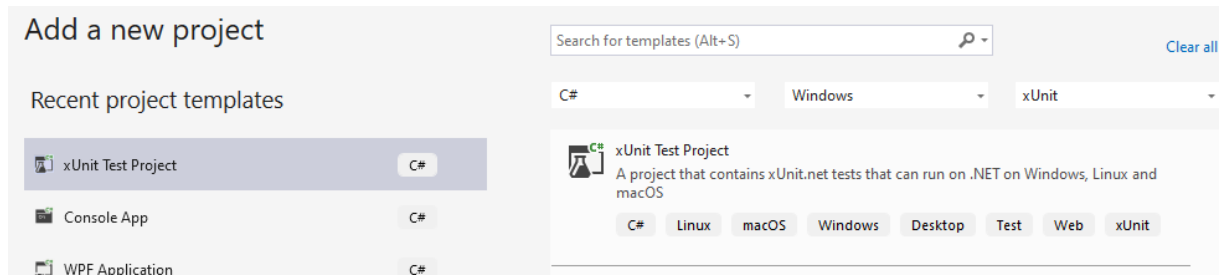 Add a new project
Search for templates (Alt+S)
Clear all
Recent project templates
C#
Windows
xUnit
xUnit Test Project
C#
Console App
C#
WPF Application
C#
C#
xUnit Test Project
A project that contains xUnit.net tests that can run on .NET on Windows, Linux and
macOS
C# Linux macOS Windows Desktop Test Web xUnit